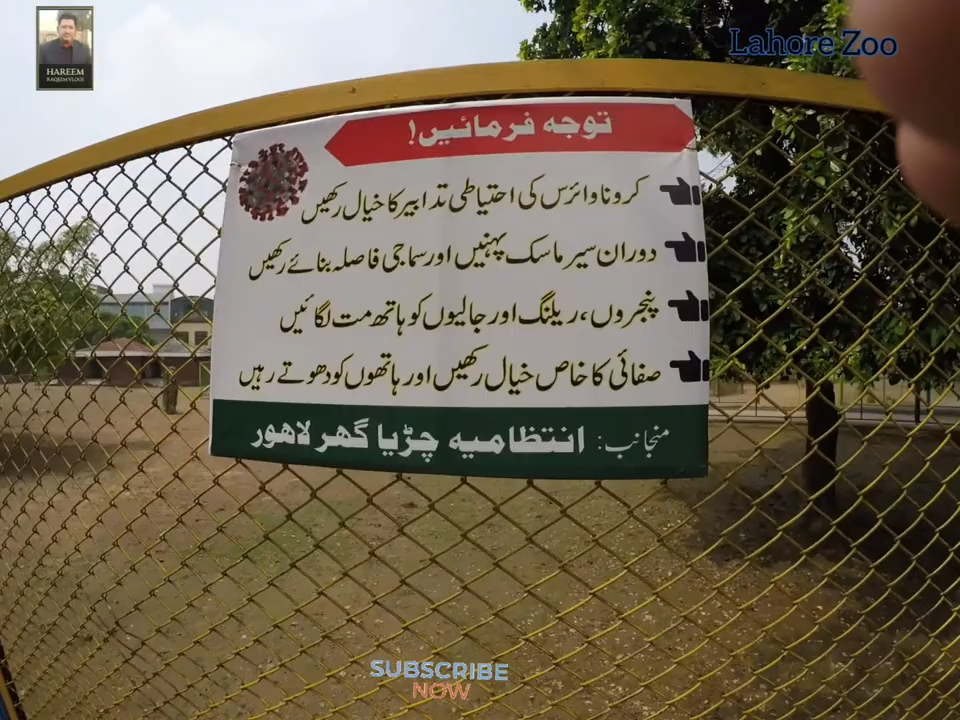 HAREEM
RAQEEM VLOGS
Lahore Zoo
توجہ فرمائیں!
کرونا وائرس کی احتیاطی تدابیر کا خیال رکھیں
دوران سیر ماسک پہنیں اور سماجی فاصلہ بنائے رکھیں
پنجروں، ریلنگ اور جالیوں کو ہاتھ مت لگائیں
صفائی کا خاص خیال رکھیں اور ہاتھوں کو دھوتے رہیں
منجانب: انتظامیہ چڑیا گھر لاھور
SUBSCRIBE
NOW